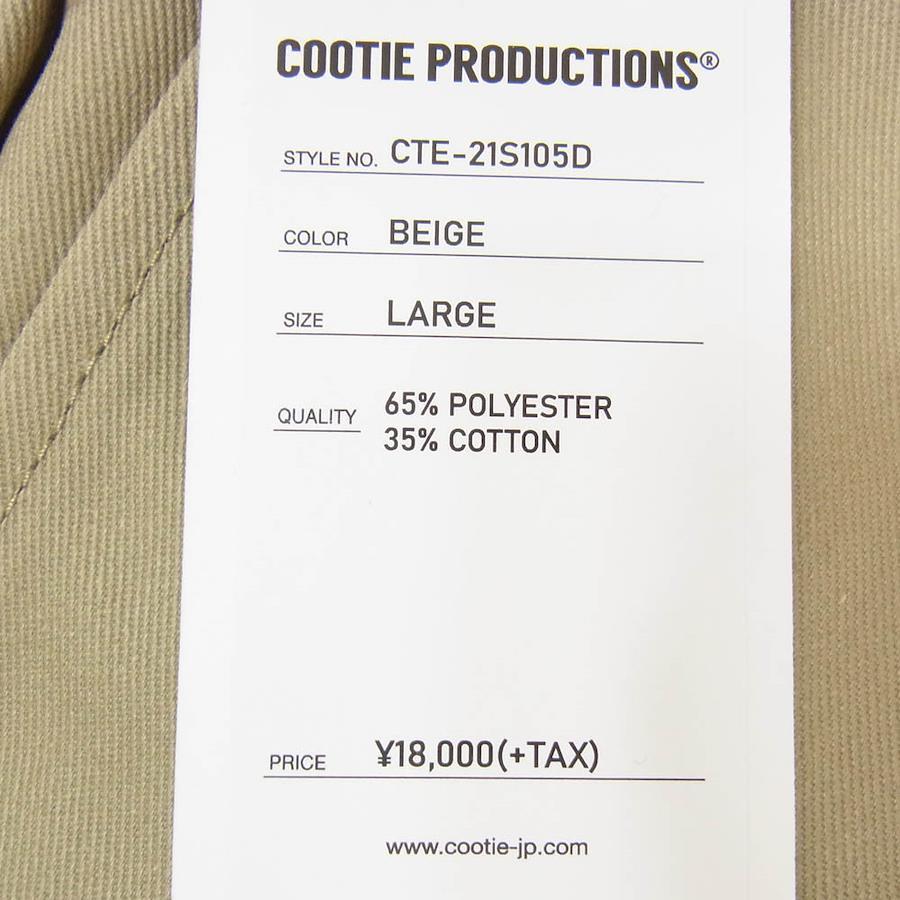 COOTIE PRODUCTIONS®
STYLE NO. CTE-21S105D
COLOR BEIGE
SIZE LARGE
QUALITY 65% POLYESTER
35% COTTON
PRICE ¥18,000(+TAX)
www.cootie-jp.com